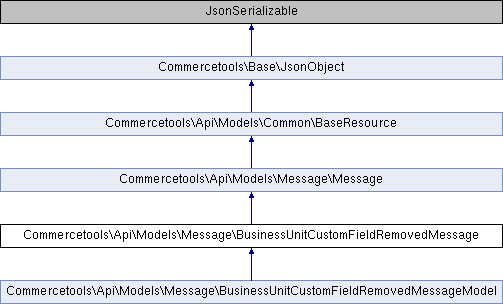 JsonSerializable
Commercetools\Base\JsonObject
Commercetools\Api\Models\Common\BaseResource
Commercetools\Api\Models\Message\Message
Commercetools\Api\Models\Message\BusinessUnitCustomFieldRemovedMessage
Commercetools\Api\Models\Message\BusinessUnitCustomFieldRemovedMessageModel